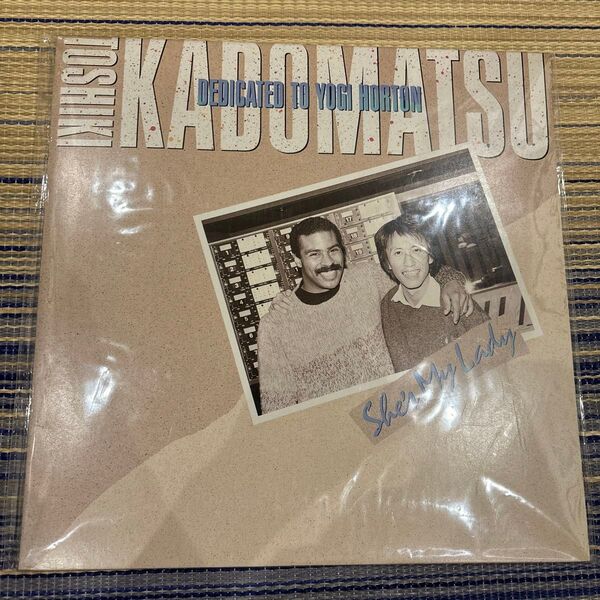 TOSHIKI
KADOMATSU
DEDICATED TO YOGI HORTON
She's My Lady